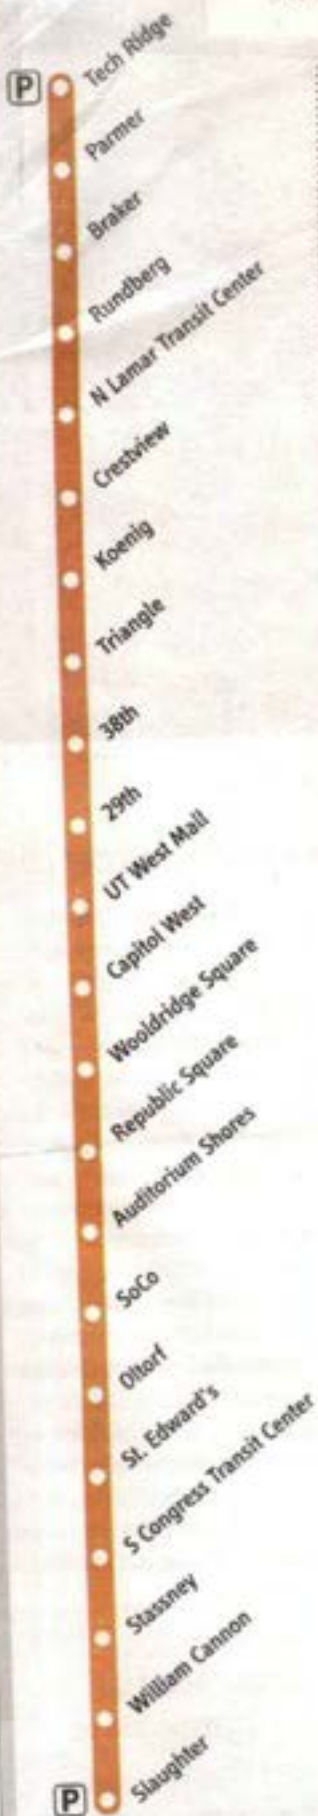 P Tech Ridge
Parmer
Braker
Rundberg
N Lamar Transit Center
Crestview
Koenig
Triangle
38th
29th
UT West Mall
Capitol West
Wooldridge Square
Republic Square
Auditorium Shores
SoCo
Oltorf
St. Edward's
S Congress Transit Center
Stassney
William Cannon
P Slaughter